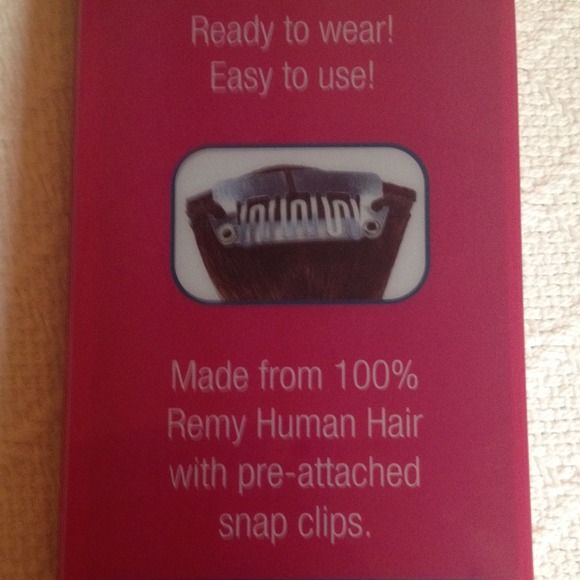 Ready to wear!
Easy to use!
Made from 100%
Remy Human Hair
with pre-attached
snap clips.